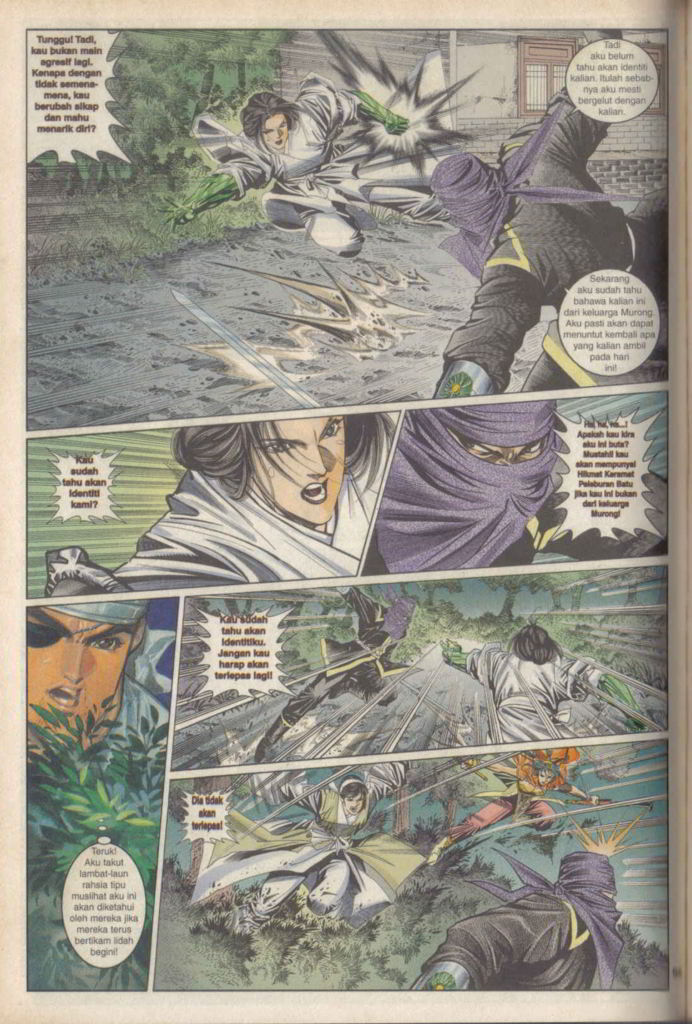 Tunggu! Tadi,
kau bukan main
agresif lagi.
Kenapa dengan
tidak semena-
mena, kau
berubah sikap
dan mahu
menarik diri?
Tadi
aku belum
tahu akan identiti
kalian. Itulah sebab-
nya aku mesti
bergelut dengan
kalian.
Sekarang
aku sudah tahu
bahawa kalian ini
dari keluarga Murong.
Aku pasti akan dapat
menuntut kembali apa
yang kalian ambil
pada hari
ini!
Kau
sudah
tahu akan
identiti
kami?
Ha, ha, ha...!
Apakah kau kira
aku ini buta?
Mustahil kau
akan mempunyai
Hikmat Keramat
Peleburan Batu
jika kau ini bukan
dari keluarga
Murong!
Kau sudah
tahu akan
identitiku.
Jangan kau
harap akan
terlepas lagi!
Teruk!
Aku takut
lambat-laun
rahsia tipu
muslihat aku ini
akan diketahui
oleh mereka jika
mereka terus
bertikam lidah
begini!
Dia tidak
akan
terlepas!